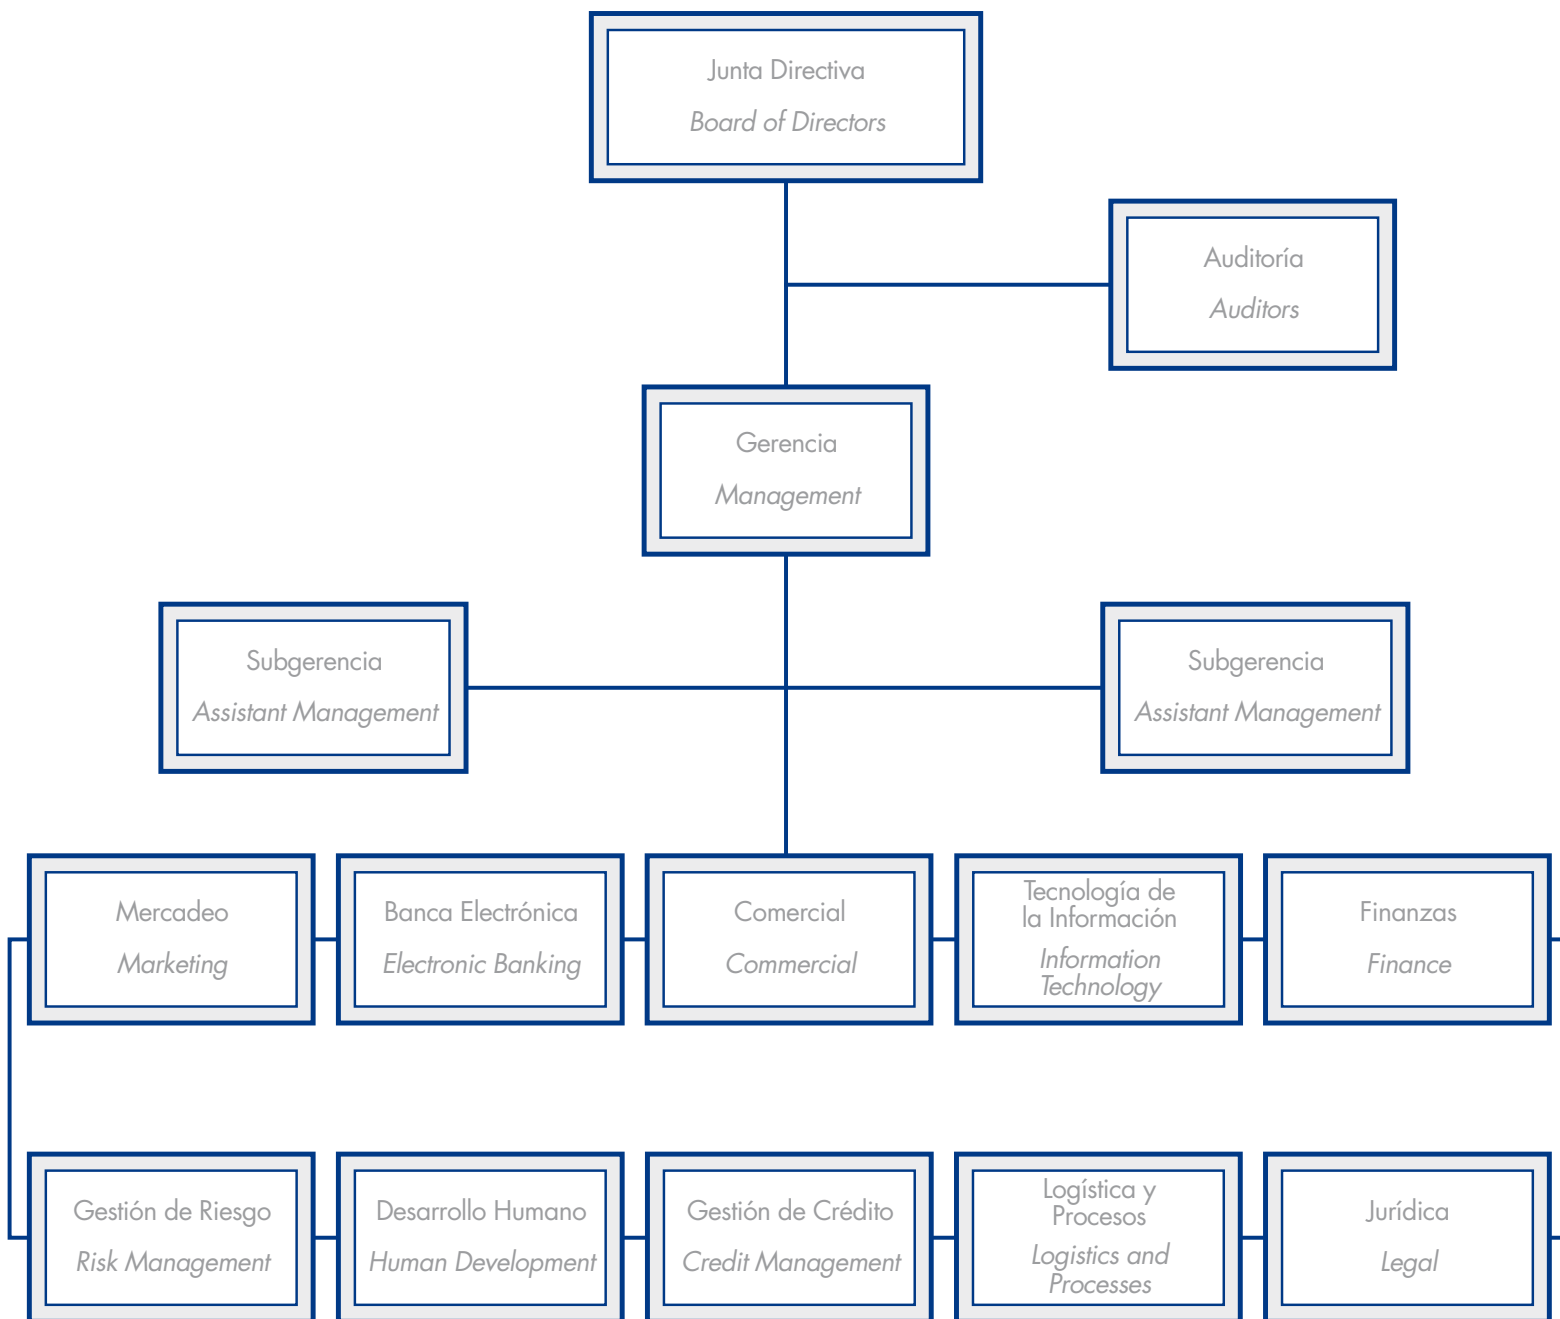 Junta Directiva
Board of Directors
Auditoría
Auditors
Gerencia
Management
Subgerencia
Assistant Management
Subgerencia
Assistant Management
Mercadeo
Marketing
Banca Electrónica
Electronic Banking
Comercial
Commercial
Tecnología de
la Información
Information
Technology
Finanzas
Finance
Gestión de Riesgo
Risk Management
Desarrollo Humano
Human Development
Gestión de Crédito
Credit Management
Logística y
Procesos
Logistics and
Processes
Jurídica
Legal